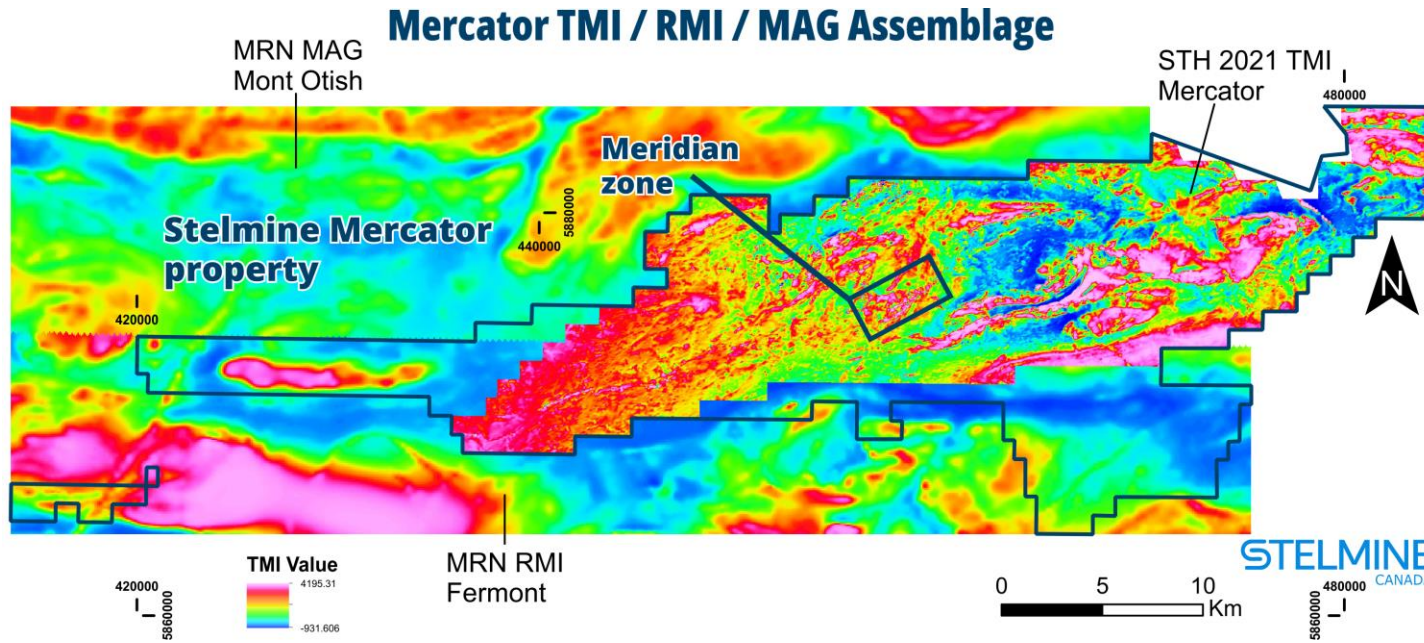 Mercator TMI / RMI / MAG Assemblage
MRN MAG
Mont Otish
STH 2021 TMI
Mercator
480000
Meridian
zone
Stelmine Mercator
property
440000
5880000
420000
N
MRN RMI
Fermont
TMI Value
4195.31
-931.606
420000
5860000
0 5 10
Km
STELMINE
CANADA
480000
5860000